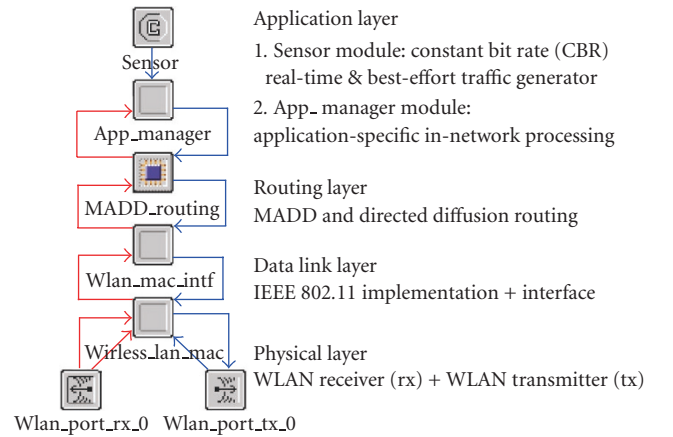 Application layer
1. Sensor module: constant bit rate (CBR)
real-time & best-effort traffic generator
2. App_manager module:
application-specific in-network processing
Sensor
App_manager
Routing layer
MADD and directed diffusion routing
MADD_routing
Data link layer
IEEE 802.11 implementation + interface
Wlan_mac_intf
Wirless_lan_mac
Physical layer
WLAN receiver (rx) + WLAN transmitter (tx)
Wlan_port_rx_0
Wlan_port_tx_0